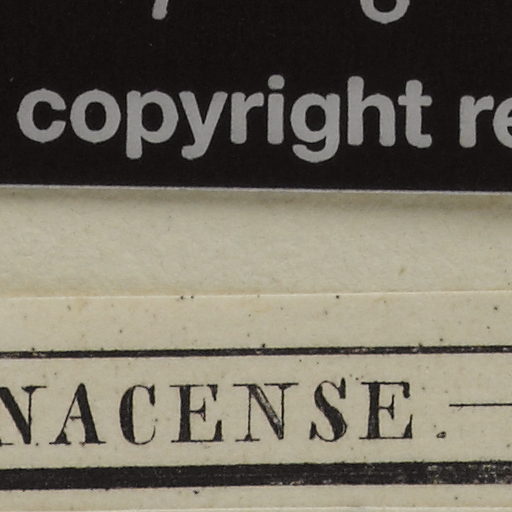 copyright re
NACENSE. —